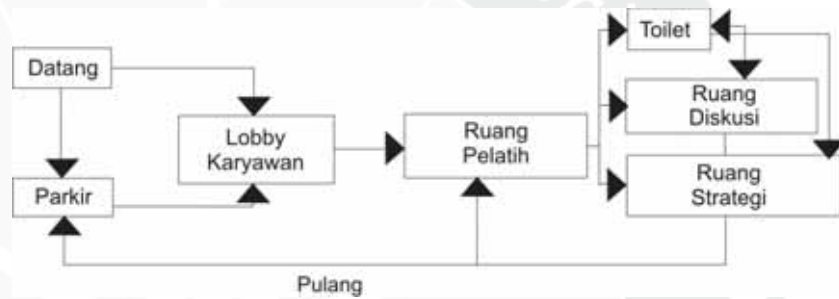 Datang
Parkir
Lobby
Karyawan
Ruang
Pelatih
Toilet
Ruang
Diskusi
Ruang
Strategi
Pulang